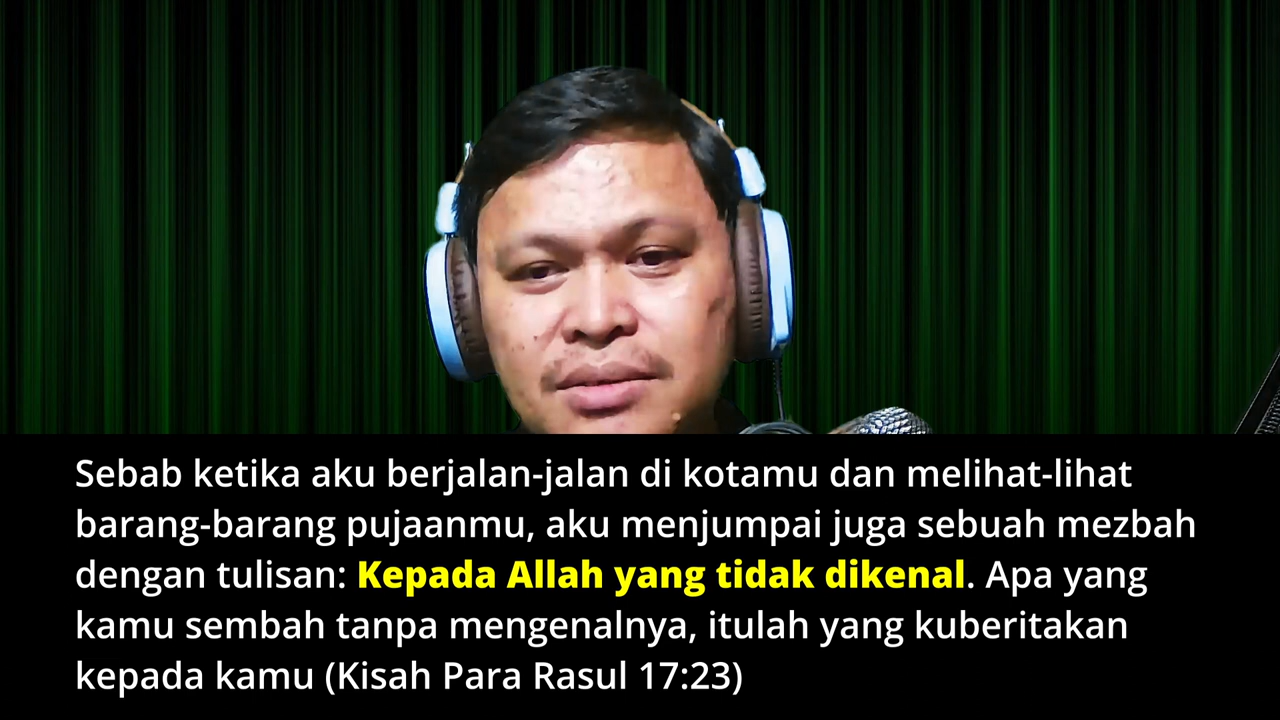 Sebab ketika aku berjalan-jalan di kotamu dan melihat-lihat
barang-barang pujaanmu, aku menjumpai juga sebuah mezbah
dengan tulisan: Kepada Allah yang tidak dikenal. Apa yang
kamu sembah tanpa mengenalnya, itulah yang kuberitakan
kepada kamu (Kisah Para Rasul 17:23)